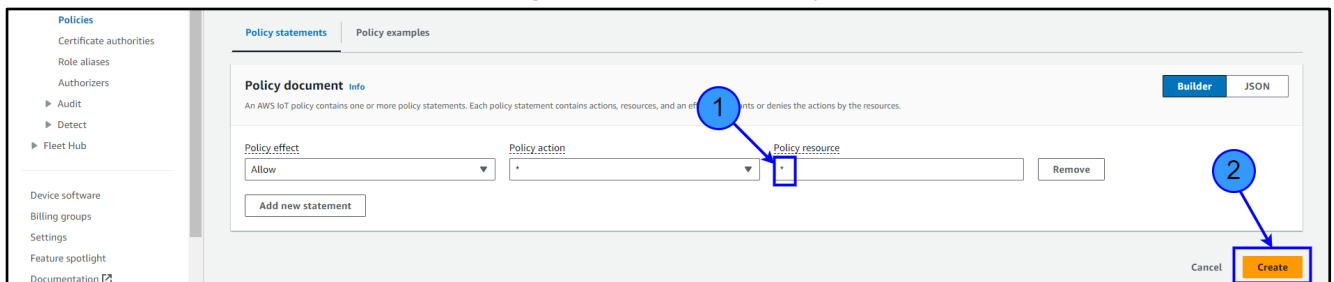 Policies
Certificate authorities
Role aliases
Authorizers
Audit
Detect
Fleet Hub
Device software
Billing groups
Settings
Feature spotlight
Documentation
Policy statements
Policy examples
Policy document Info
Builder
JSON
An AWS IoT policy contains one or more policy statements. Each policy statement contains actions, resources, and an ef nts or denies the actions by the resources.
1
Policy effect
Policy action
Policy resource
Allow
*
*
Remove
Add new statement
2
Cancel
Create